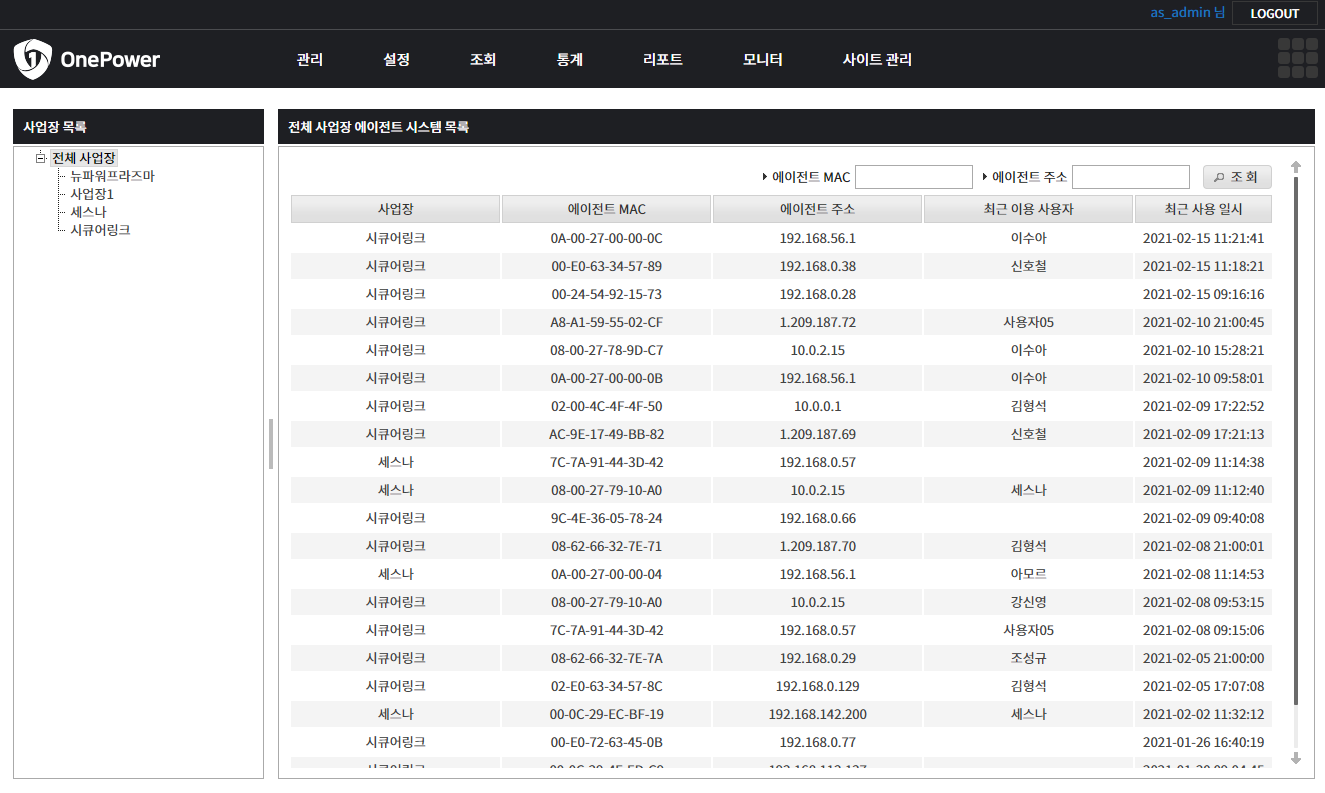 as_admin 님 LOGOUT
OnePower 관리 설정 조회 통계 리포트 모니터 사이트 관리
사업장 목록
전체 사업장
뉴파워프라즈마
사업장1
세스나
시큐어링크
전체 사업장 에이전트 시스템 목록
에이전트 MAC 에이전트 주소 조 회
사업장 에이전트 MAC 에이전트 주소 최근 이용 사용자 최근 사용 일시
시큐어링크 0A-00-27-00-00-0C 192.168.56.1 이수아 2021-02-15 11:21:41
시큐어링크 00-E0-63-34-57-89 192.168.0.38 신호철 2021-02-15 11:18:21
시큐어링크 00-24-54-92-15-73 192.168.0.28 2021-02-15 09:16:16
시큐어링크 A8-A1-59-55-02-CF 1.209.187.72 사용자05 2021-02-10 21:00:45
시큐어링크 08-00-27-78-9D-C7 10.0.2.15 이수아 2021-02-10 15:28:21
시큐어링크 0A-00-27-00-00-0B 192.168.56.1 이수아 2021-02-10 09:58:01
시큐어링크 02-00-4C-4F-4F-50 10.0.0.1 김형석 2021-02-09 17:22:52
시큐어링크 AC-9E-17-49-BB-82 1.209.187.69 신호철 2021-02-09 17:21:13
세스나 7C-7A-91-44-3D-42 192.168.0.57 2021-02-09 11:14:38
세스나 08-00-27-79-10-A0 10.0.2.15 세스나 2021-02-09 11:12:40
시큐어링크 9C-4E-36-05-78-24 192.168.0.66 2021-02-09 09:40:08
시큐어링크 08-62-66-32-7E-71 1.209.187.70 김형석 2021-02-08 21:00:01
세스나 0A-00-27-00-00-04 192.168.56.1 아모르 2021-02-08 11:14:53
시큐어링크 08-00-27-79-10-A0 10.0.2.15 강신영 2021-02-08 09:53:15
시큐어링크 7C-7A-91-44-3D-42 192.168.0.57 사용자05 2021-02-08 09:15:06
시큐어링크 08-62-66-32-7E-7A 192.168.0.29 조성규 2021-02-05 21:00:00
시큐어링크 02-E0-63-34-57-8C 192.168.0.129 김형석 2021-02-05 17:07:08
세스나 00-0C-29-EC-BF-19 192.168.142.200 세스나 2021-02-02 11:32:12
시큐어링크 00-E0-72-63-45-0B 192.168.0.77 2021-01-26 16:40:19